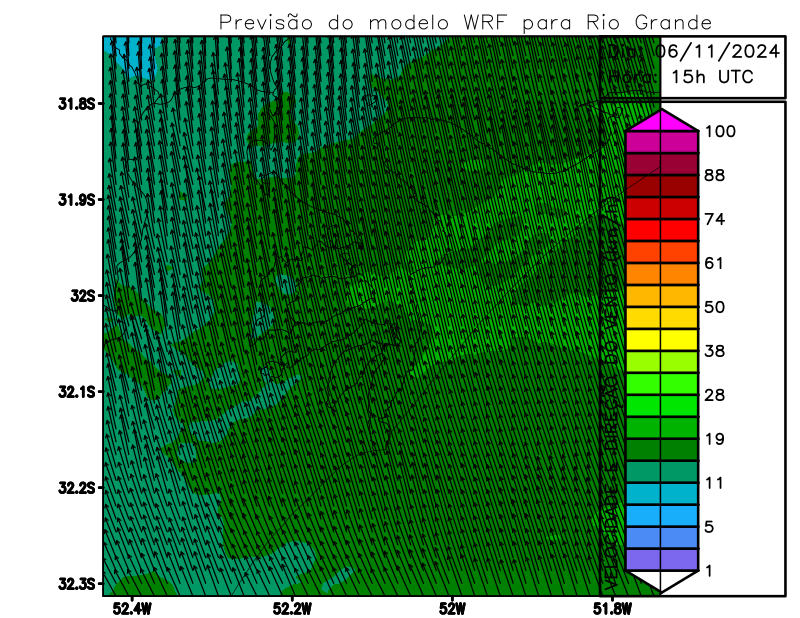 Previsão do modelo WRF para Rio Grande
Dia: 06/11/2024
Hora: 15h UTC
31.8S
31.9S
32S
32.1S
32.2S
32.3S
52.4W
52.2W
52W
51.8W
VELOCIDADE E DIREÇÃO DO VENTO (km/h)
100
88
74
61
50
38
28
19
11
5
1